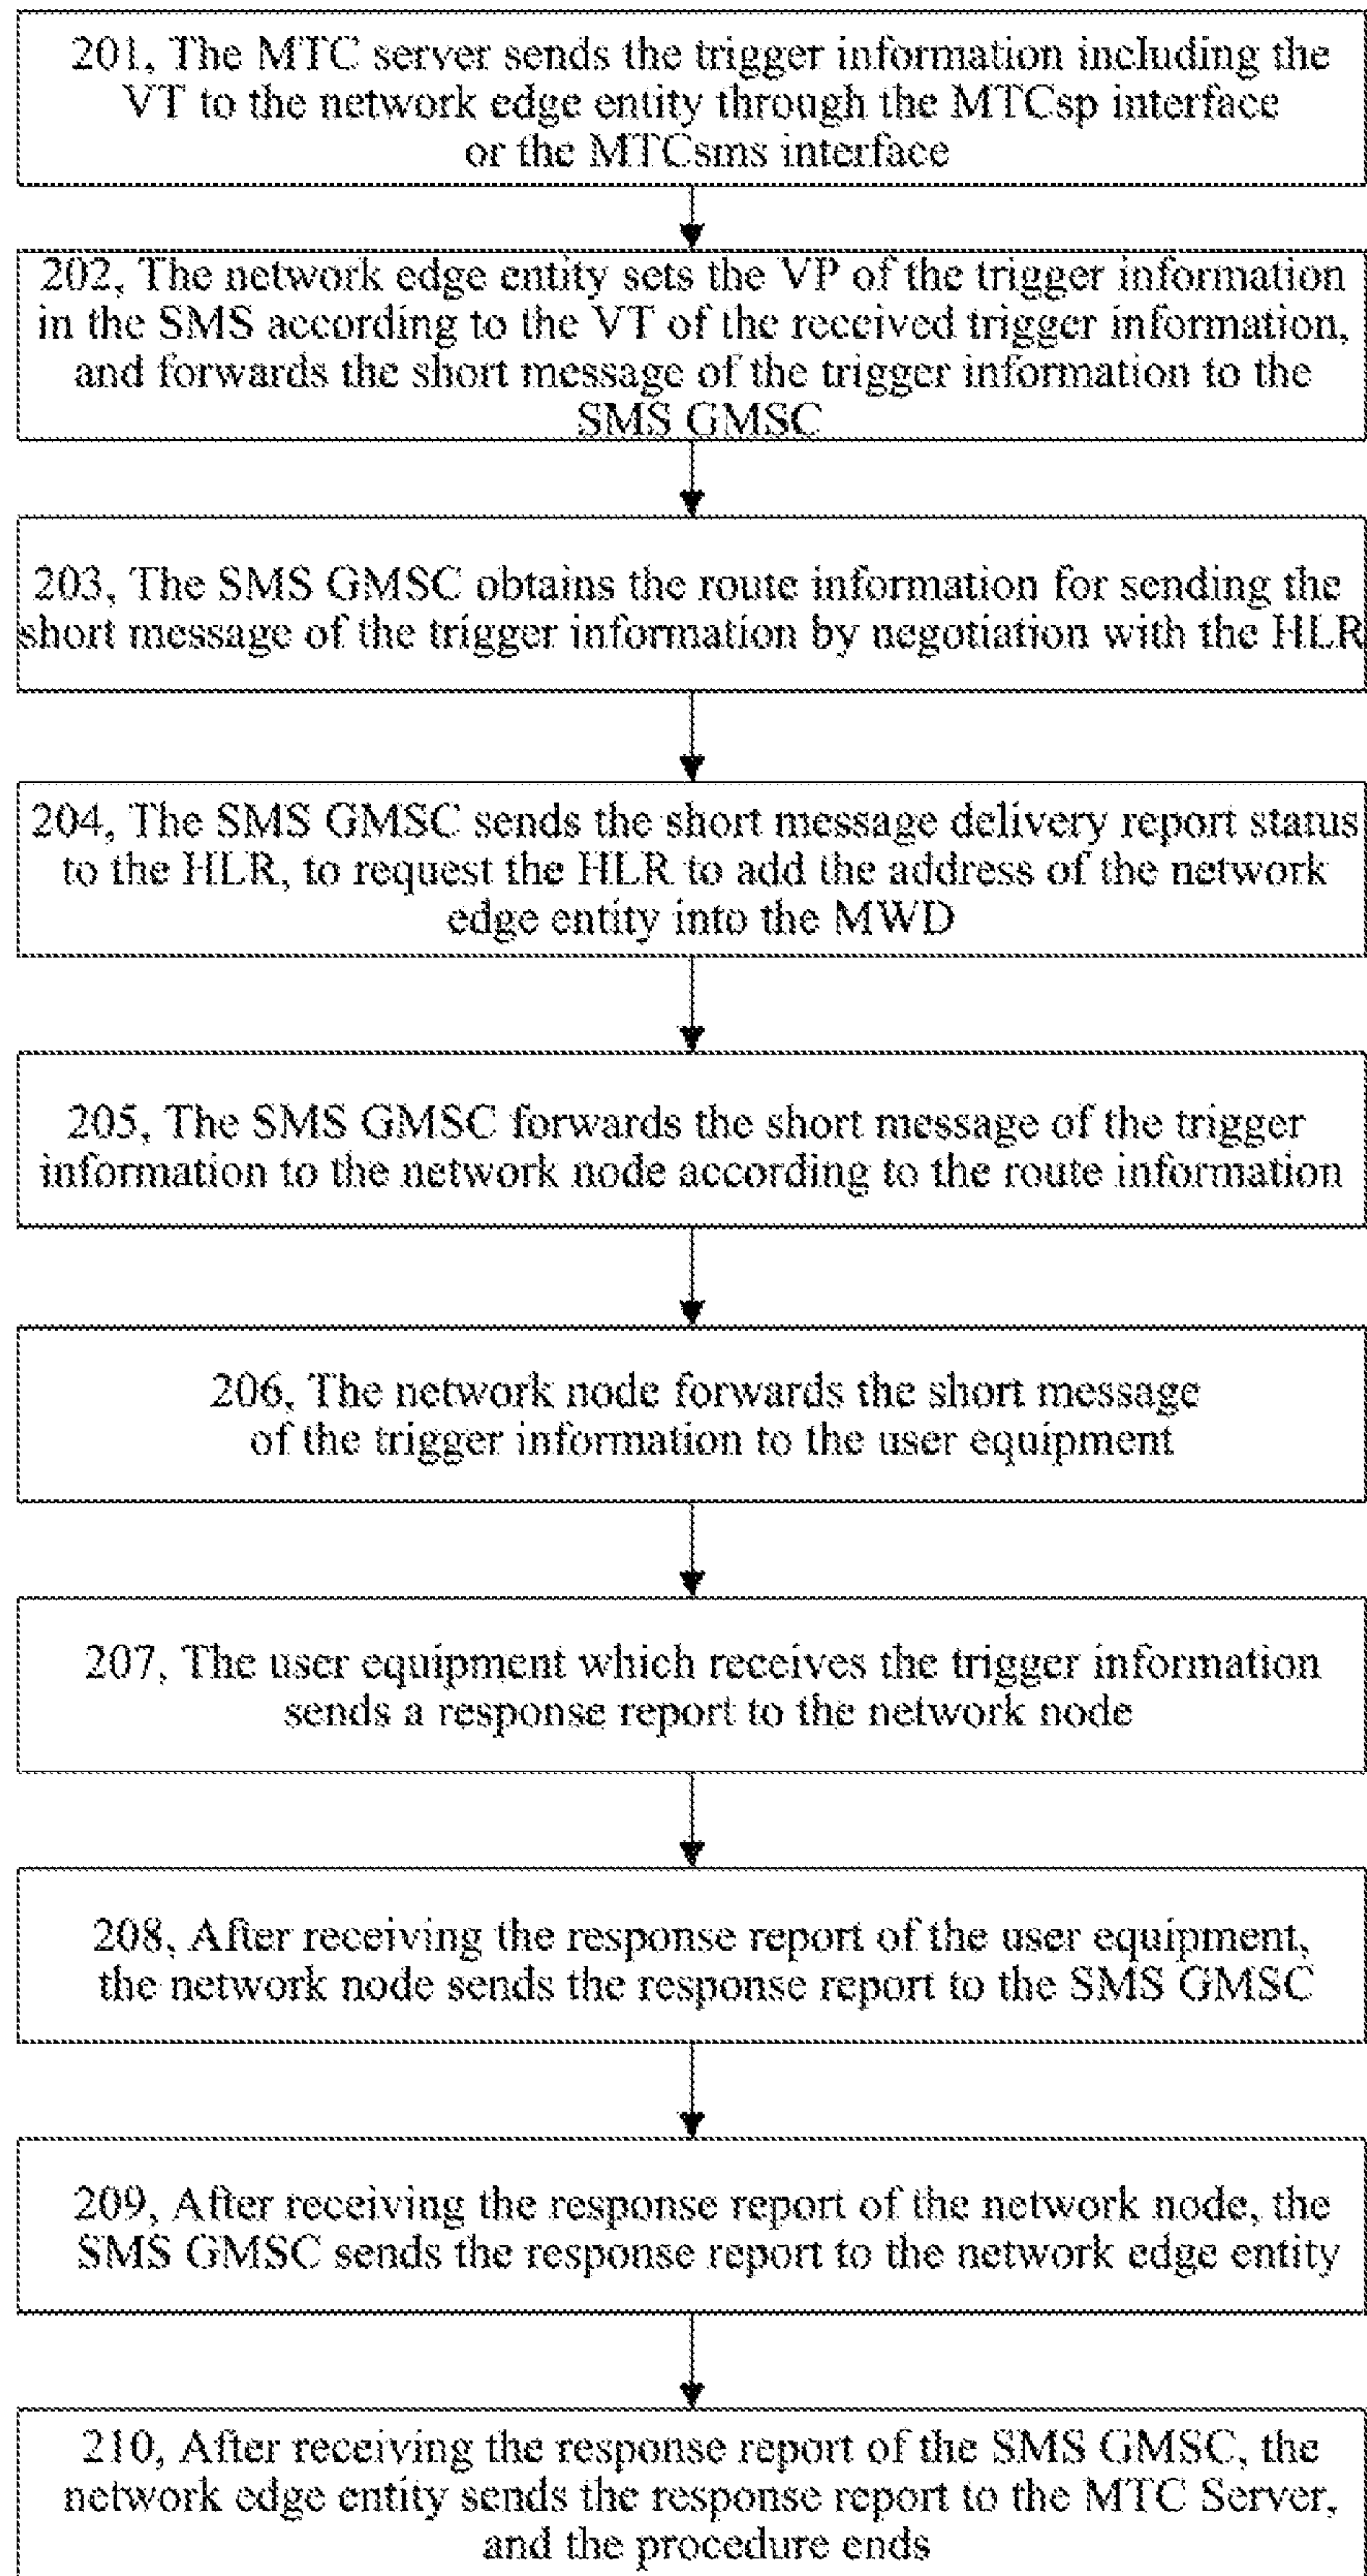 201, The MTC server sends the trigger information including the
VT to the network edge entity through the MTCsp interface
or the MTCsms interface
202, The network edge entity sets the VP of the trigger information
in the SMS according to the VT of the received trigger information,
and forwards the short message of the trigger information to the
SMS GMSC
203, The SMS GMSC obtains the route information for sending the
short message of the trigger information by negotiation with the HLR
204, The SMS GMSC sends the short message delivery report status
to the HLR, to request the HLR to add the address of the network
edge entity into the MWD
205, The SMS GMSC forwards the short message of the trigger
information to the network node according to the route information
206, The network node forwards the short message
of the trigger information to the user equipment
207, The user equipment which receives the trigger information
sends a response report to the network node
208, After receiving the response report of the user equipment,
the network node sends the response report to the SMS GMSC
209, After receiving the response report of the network node, the
SMS GMSC sends the response report to the network edge entity
210, After receiving the response report of the SMS GMSC, the
network edge entity sends the response report to the MTC Server,
and the procedure ends